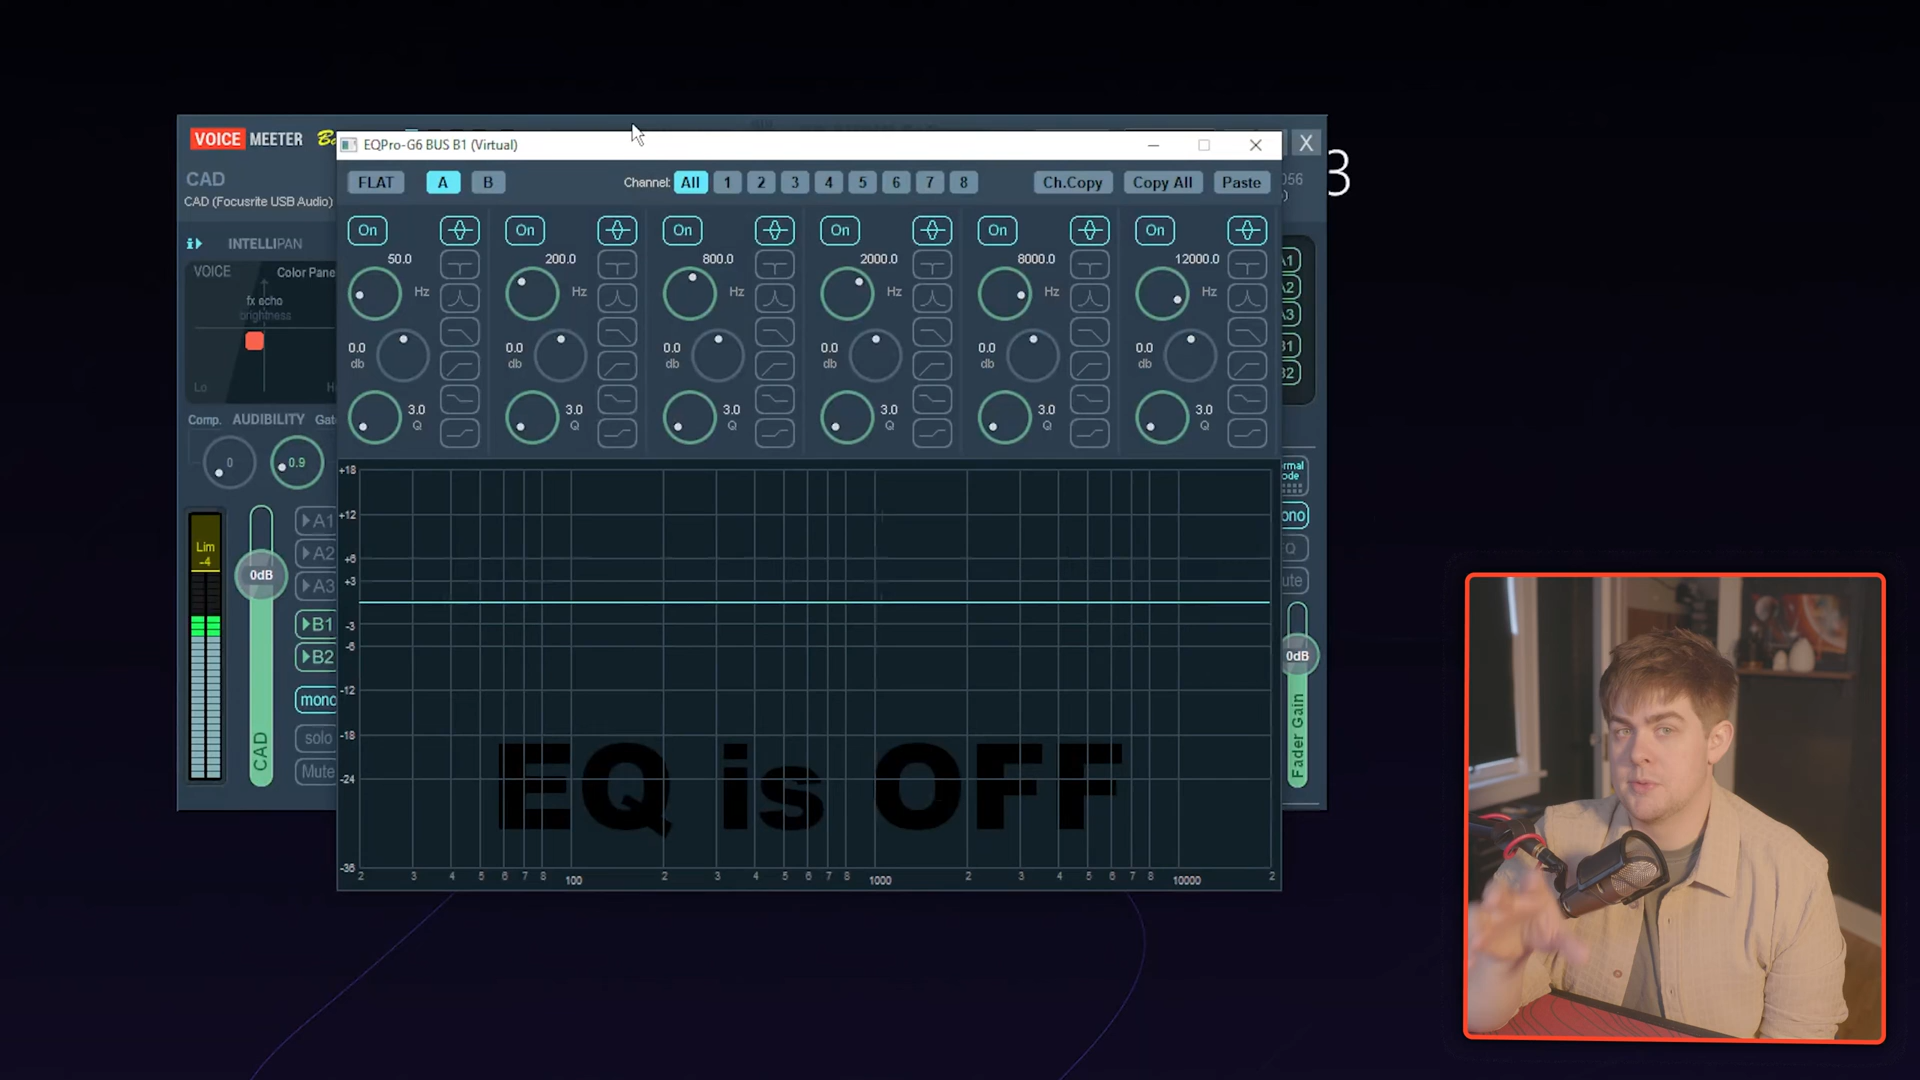 VOICE MEETER
EQPro-G6 BUS B1 (Virtual)
X
3
CAD
CAD (Focusrite USB Audio)
FLAT A B Channel: All 1 2 3 4 5 6 7 8 Ch.Copy Copy All Paste
INTELLIPAN
VOICE Color Pane
fx echo
brightness
Lo
On On On On On On
50.0 200.0 800.0 2000.0 8000.0 12000.0
Hz Hz Hz Hz Hz Hz
0.0 0.0 0.0 0.0 0.0 0.0
db db db db db db
3.0 3.0 3.0 3.0 3.0 3.0
Q Q Q Q Q Q
Comp. AUDIBILITY Gate
0 0.9
Lim
-4
0dB
CAD
A1
A2
A3
B1
B2
mono
solo
Mute
+18
+12
+6
+3
-3
-6
-12
-18
-24
-36
EQ is OFF
2 3 4 5 6 7 8 100 2 3 4 5 6 7 8 1000 2 3 4 5 6 7 8 10000 2
0dB
Fader Gain